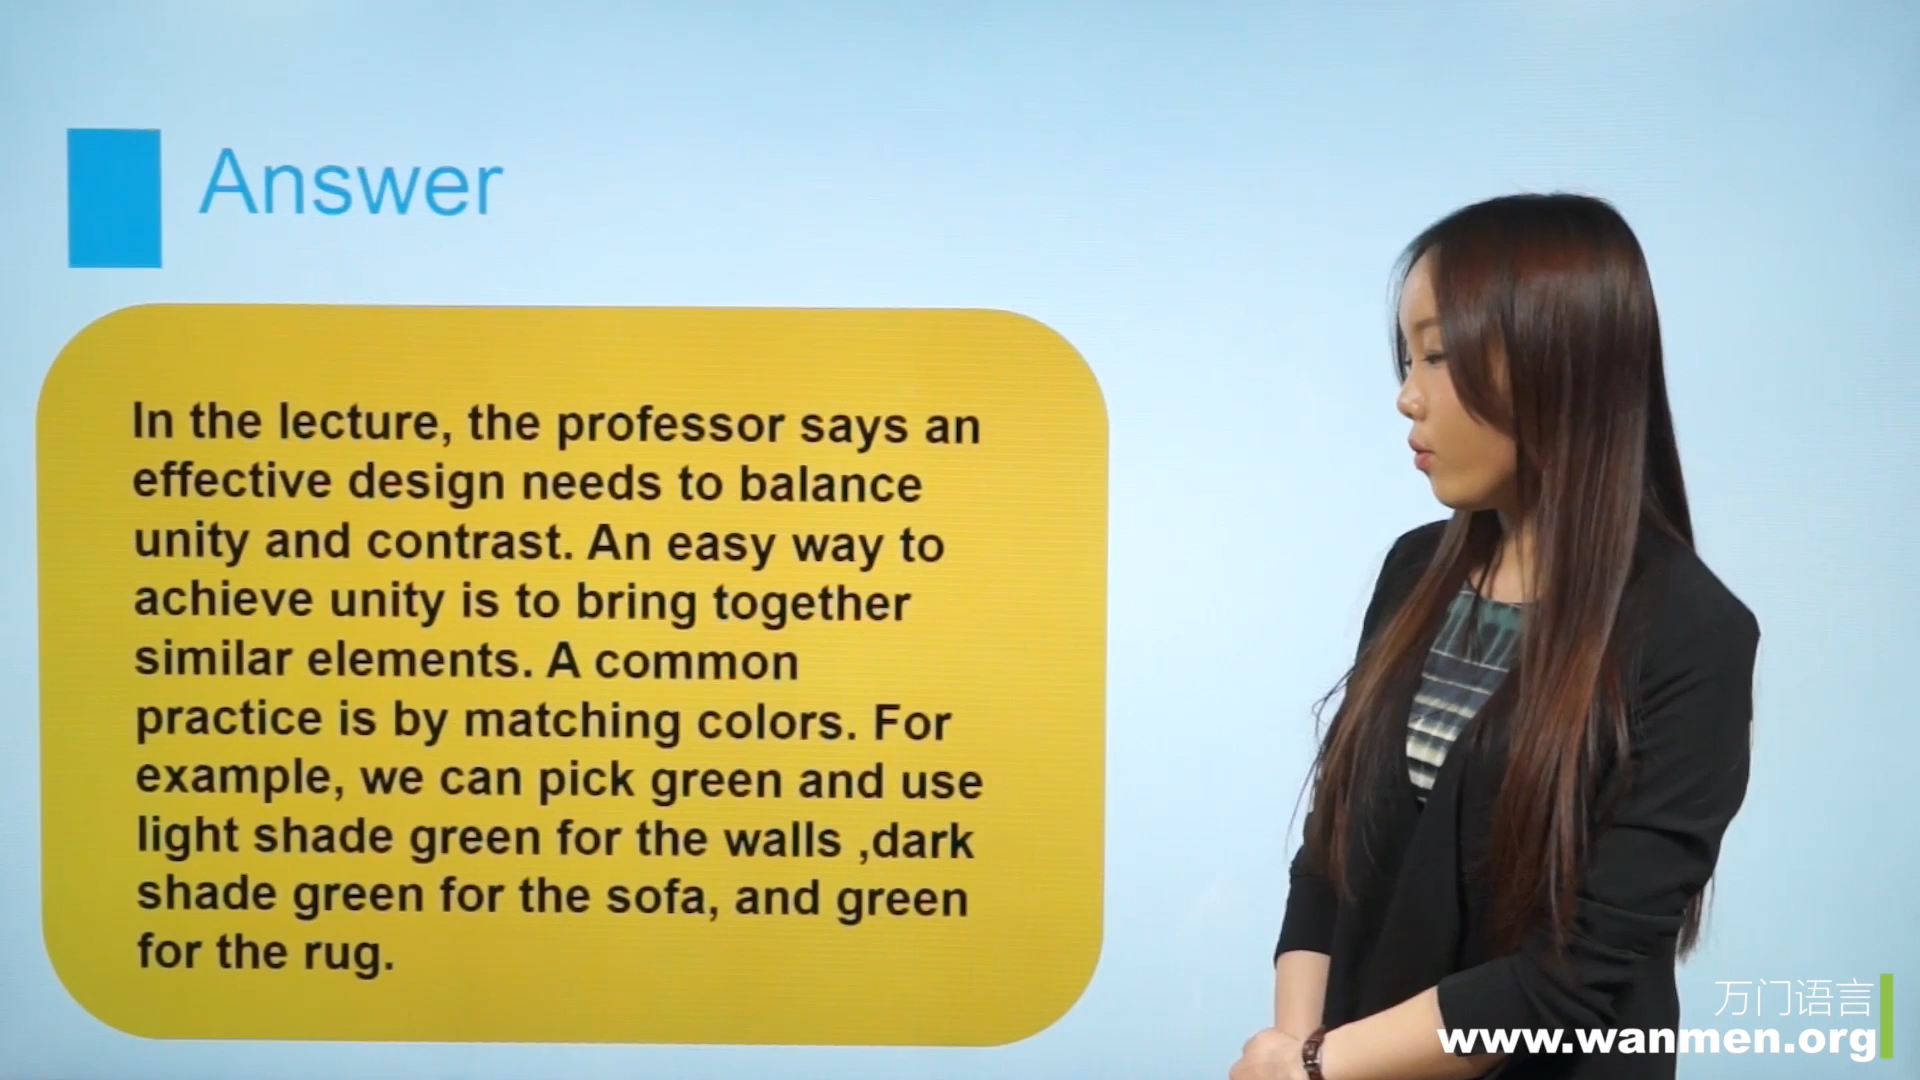 Answer
In the lecture, the professor says an
effective design needs to balance
unity and contrast. An easy way to
achieve unity is to bring together
similar elements. A common
practice is by matching colors. For
example, we can pick green and use
light shade green for the walls ,dark
shade green for the sofa, and green
for the rug.
万门语言
www.wanmen.org